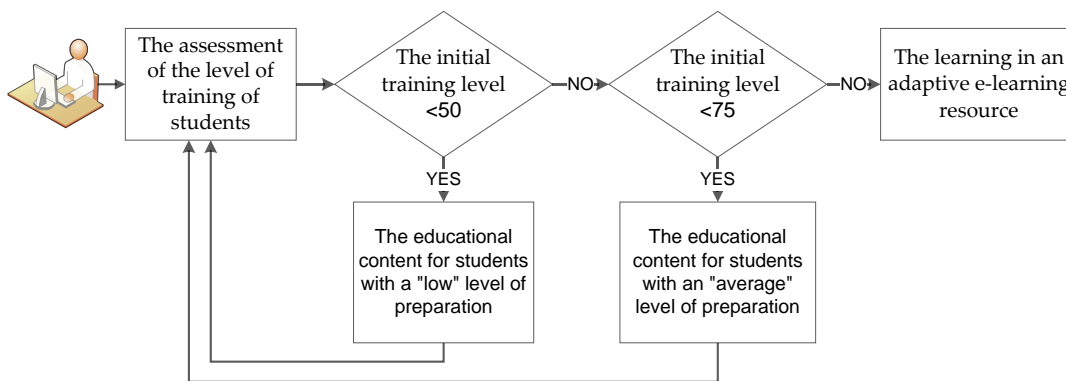 The assessment
of the level of
training of
students
The initial
training level
<50
NO
The initial
training level
<75
NO
The learning in an
adaptive e-learning
resource
YES
YES
The educational
content for students
with a "low" level of
preparation
The educational
content for students
with an "average"
level of preparation